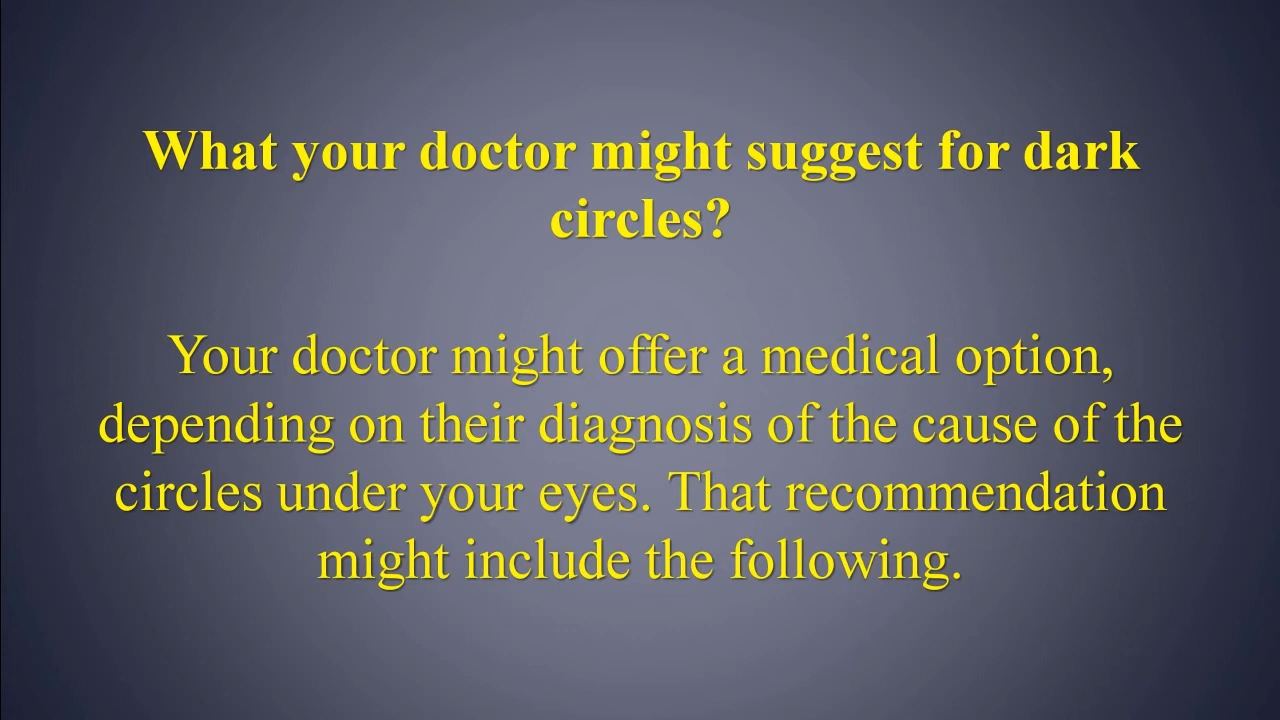 What your doctor might suggest for dark
circles?
Your doctor might offer a medical option,
depending on their diagnosis of the cause of the
circles under your eyes. That recommendation
might include the following.